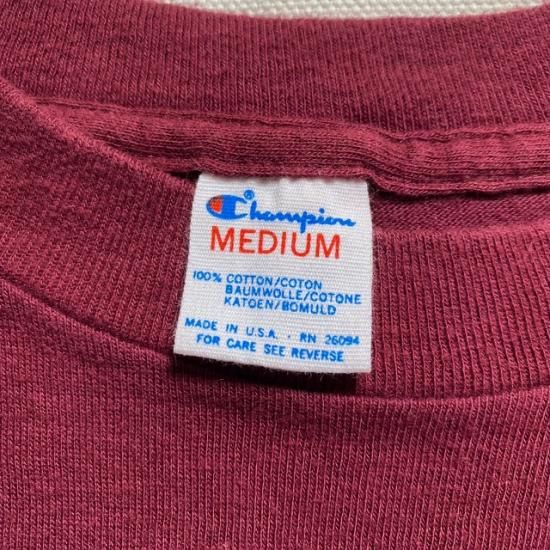 Champion®
MEDIUM
100% COTTON/COTON
BAUMWOLLE/COTONE
KATOEN/BOMULD
MADE IN U.S.A. · RN 26094
FOR CARE SEE REVERSE